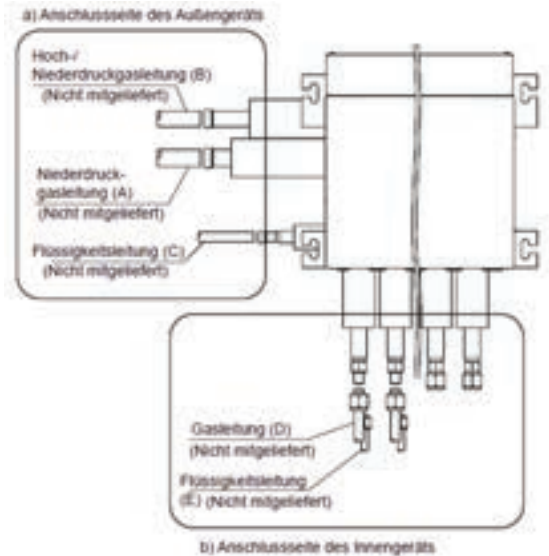 a) Anschlussseite des Außengeräts
Hoch-/
Niederdruckgasleitung (B)
(Nicht mitgeliefert)
Niederdruck-
gasleitung (A)
(Nicht mitgeliefert)
Flüssigkeitsleitung (C)
(Nicht mitgeliefert)
Gasleitung (D)
(Nicht mitgeliefert)
Flüssigkeitsleitung
(E) (Nicht mitgeliefert)
b) Anschlussseite des Innengeräts